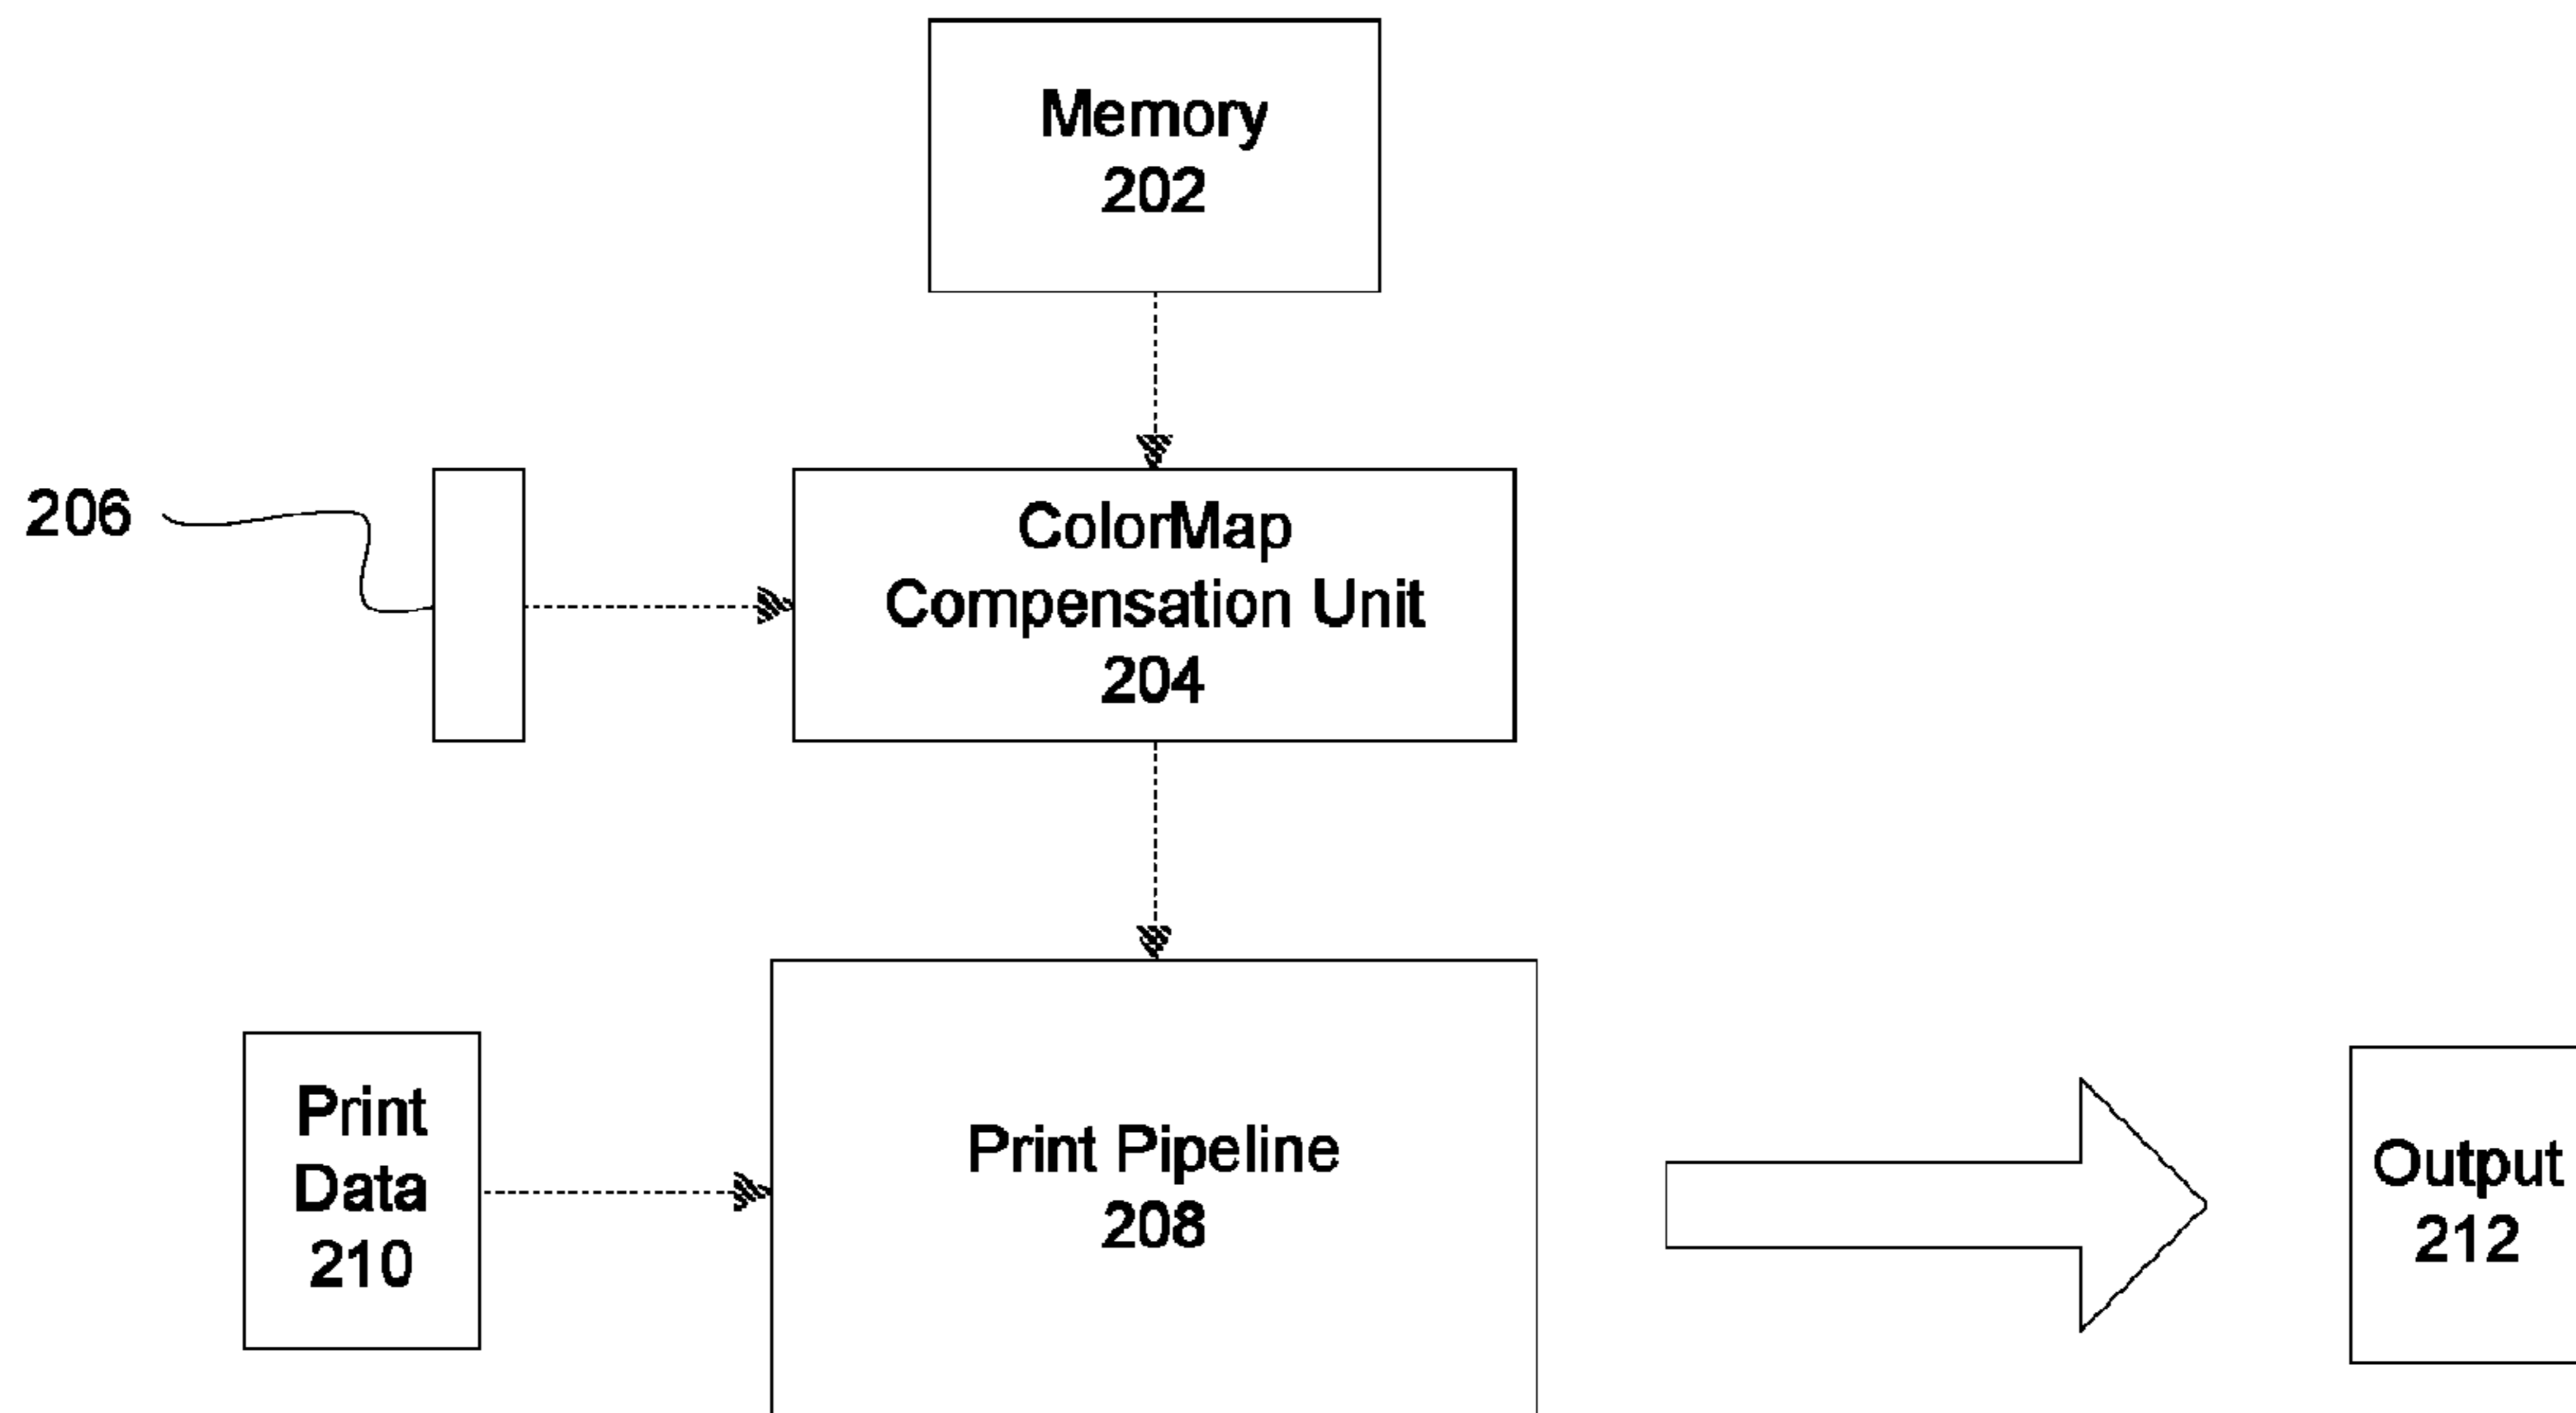 Memory
202
206
ColorMap
Compensation Unit
204
Print
Data
210
Print Pipeline
208
Output
212